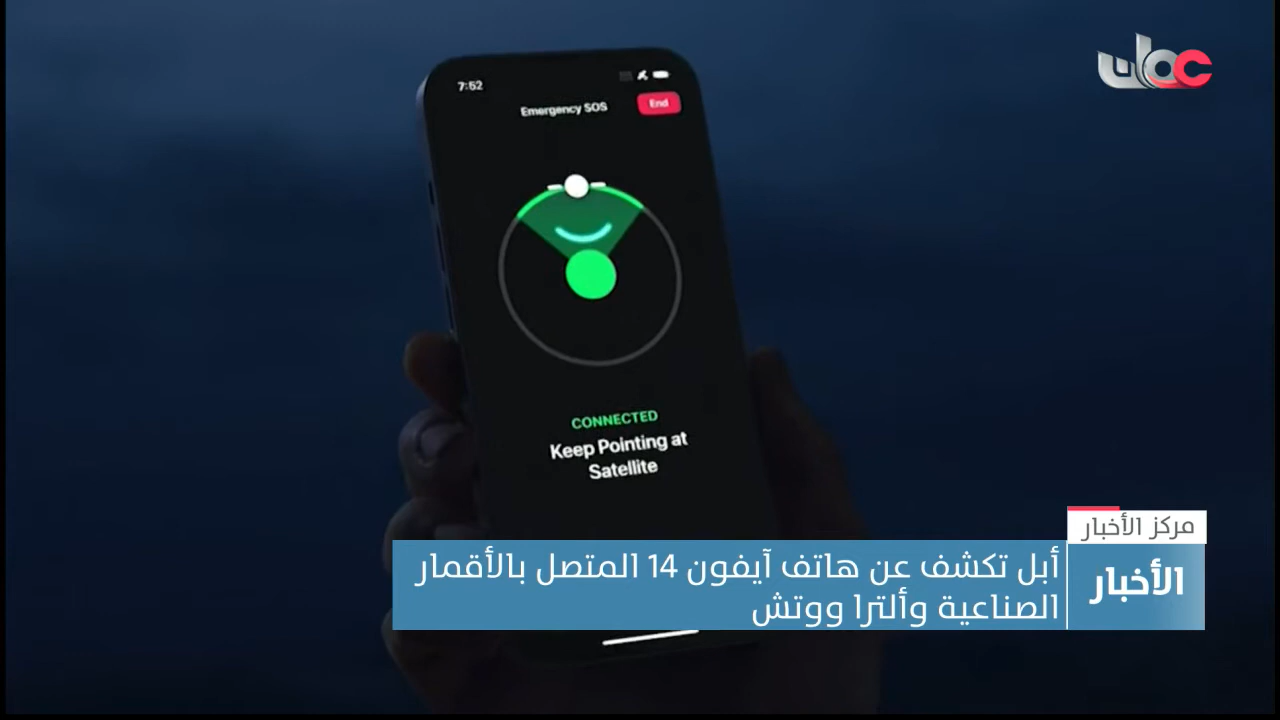 عمان
7:52
Emergency SOS
End
CONNECTED
Keep Pointing at
Satellite
مركز الأخبار
الأخبار
أبل تكشف عن هاتف آيفون 14 المتصل بالأقمار
الصناعية وألترا ووتش